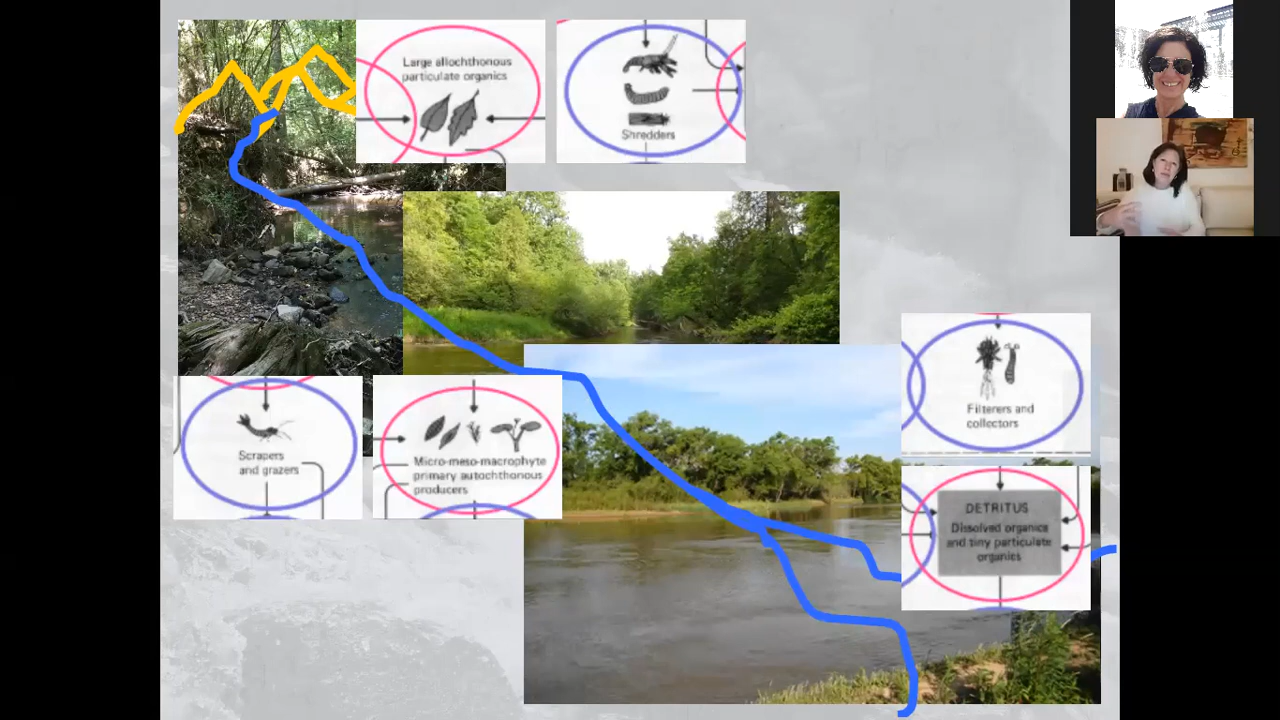 Large allochthonous
particulate organics
Shredders
Scrapers
and grazers
Micro-meso-macrophyte
primary autochthonous
producers
Filterers and
collectors
DETRITUS
Dissolved organics
and tiny particulate
organics